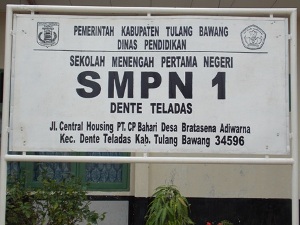 PEMERINTAH KABUPATEN TULANG BAWANG
DINAS PENDIDIKAN
SEKOLAH MENENGAH PERTAMA NEGERI
SMPN 1
DENTE TELADAS
Jl. Central Housing PT. CP Bahari Desa Bratasena Adiwarna
Kec. Dente Teladas Kab. Tulang Bawang 34596